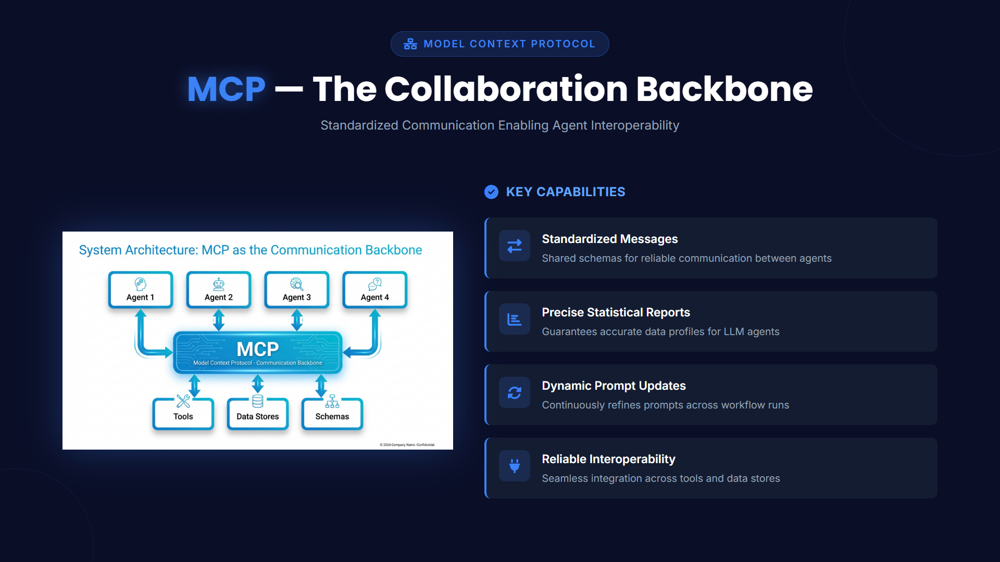 MODEL CONTEXT PROTOCOL
MCP — The Collaboration Backbone
Standardized Communication Enabling Agent Interoperability
System Architecture: MCP as the Communication Backbone
Agent 1
Agent 2
Agent 3
Agent 4
MCP
Model Context Protocol - Communication Backbone
Tools
Data Stores
Schemas
© 2024 Company Name. Confidential.
KEY CAPABILITIES
Standardized Messages
Shared schemas for reliable communication between agents
Precise Statistical Reports
Guarantees accurate data profiles for LLM agents
Dynamic Prompt Updates
Continuously refines prompts across workflow runs
Reliable Interoperability
Seamless integration across tools and data stores